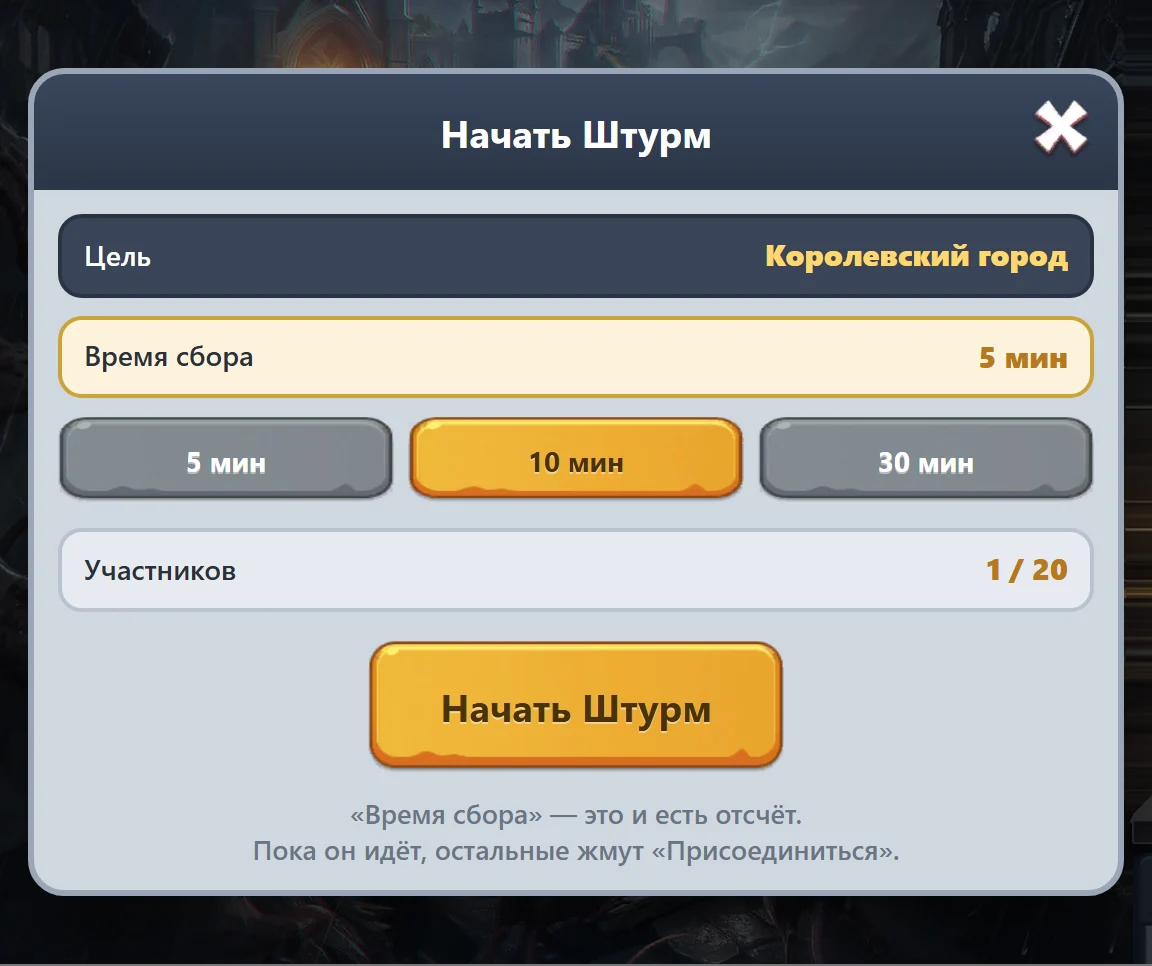 Начать Штурм
Цель Королевский город
Время сбора 5 мин
5 мин 10 мин 30 мин
Участников 1 / 20
Начать Штурм
«Время сбора» — это и есть отсчёт.
Пока он идёт, остальные жмут «Присоединиться».